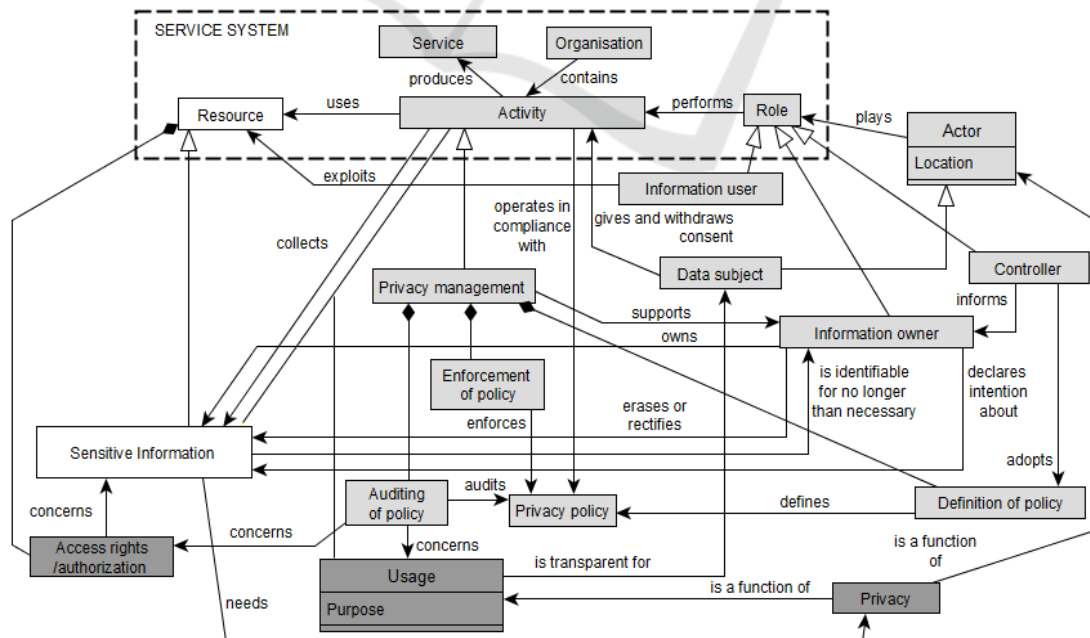 SERVICE SYSTEM
Service
Organisation
produces
contains
Resource
uses
Activity
performs
Role
plays
Actor
Location
exploits
Information user
operates in
compliance
with
gives and withdraws
consent
collects
Data subject
Controller
Privacy management
informs
supports
Information owner
owns
Enforcement
of policy
is identifiable
for no longer
than necessary
declares
intention
about
erases or
rectifies
enforces
Sensitive Information
adopts
concerns
Auditing
of policy
audits
Privacy policy
defines
Definition of policy
Access rights
/authorization
concerns
concerns
is a function
of
Usage
is transparent for
is a function of
Privacy
needs
Purpose